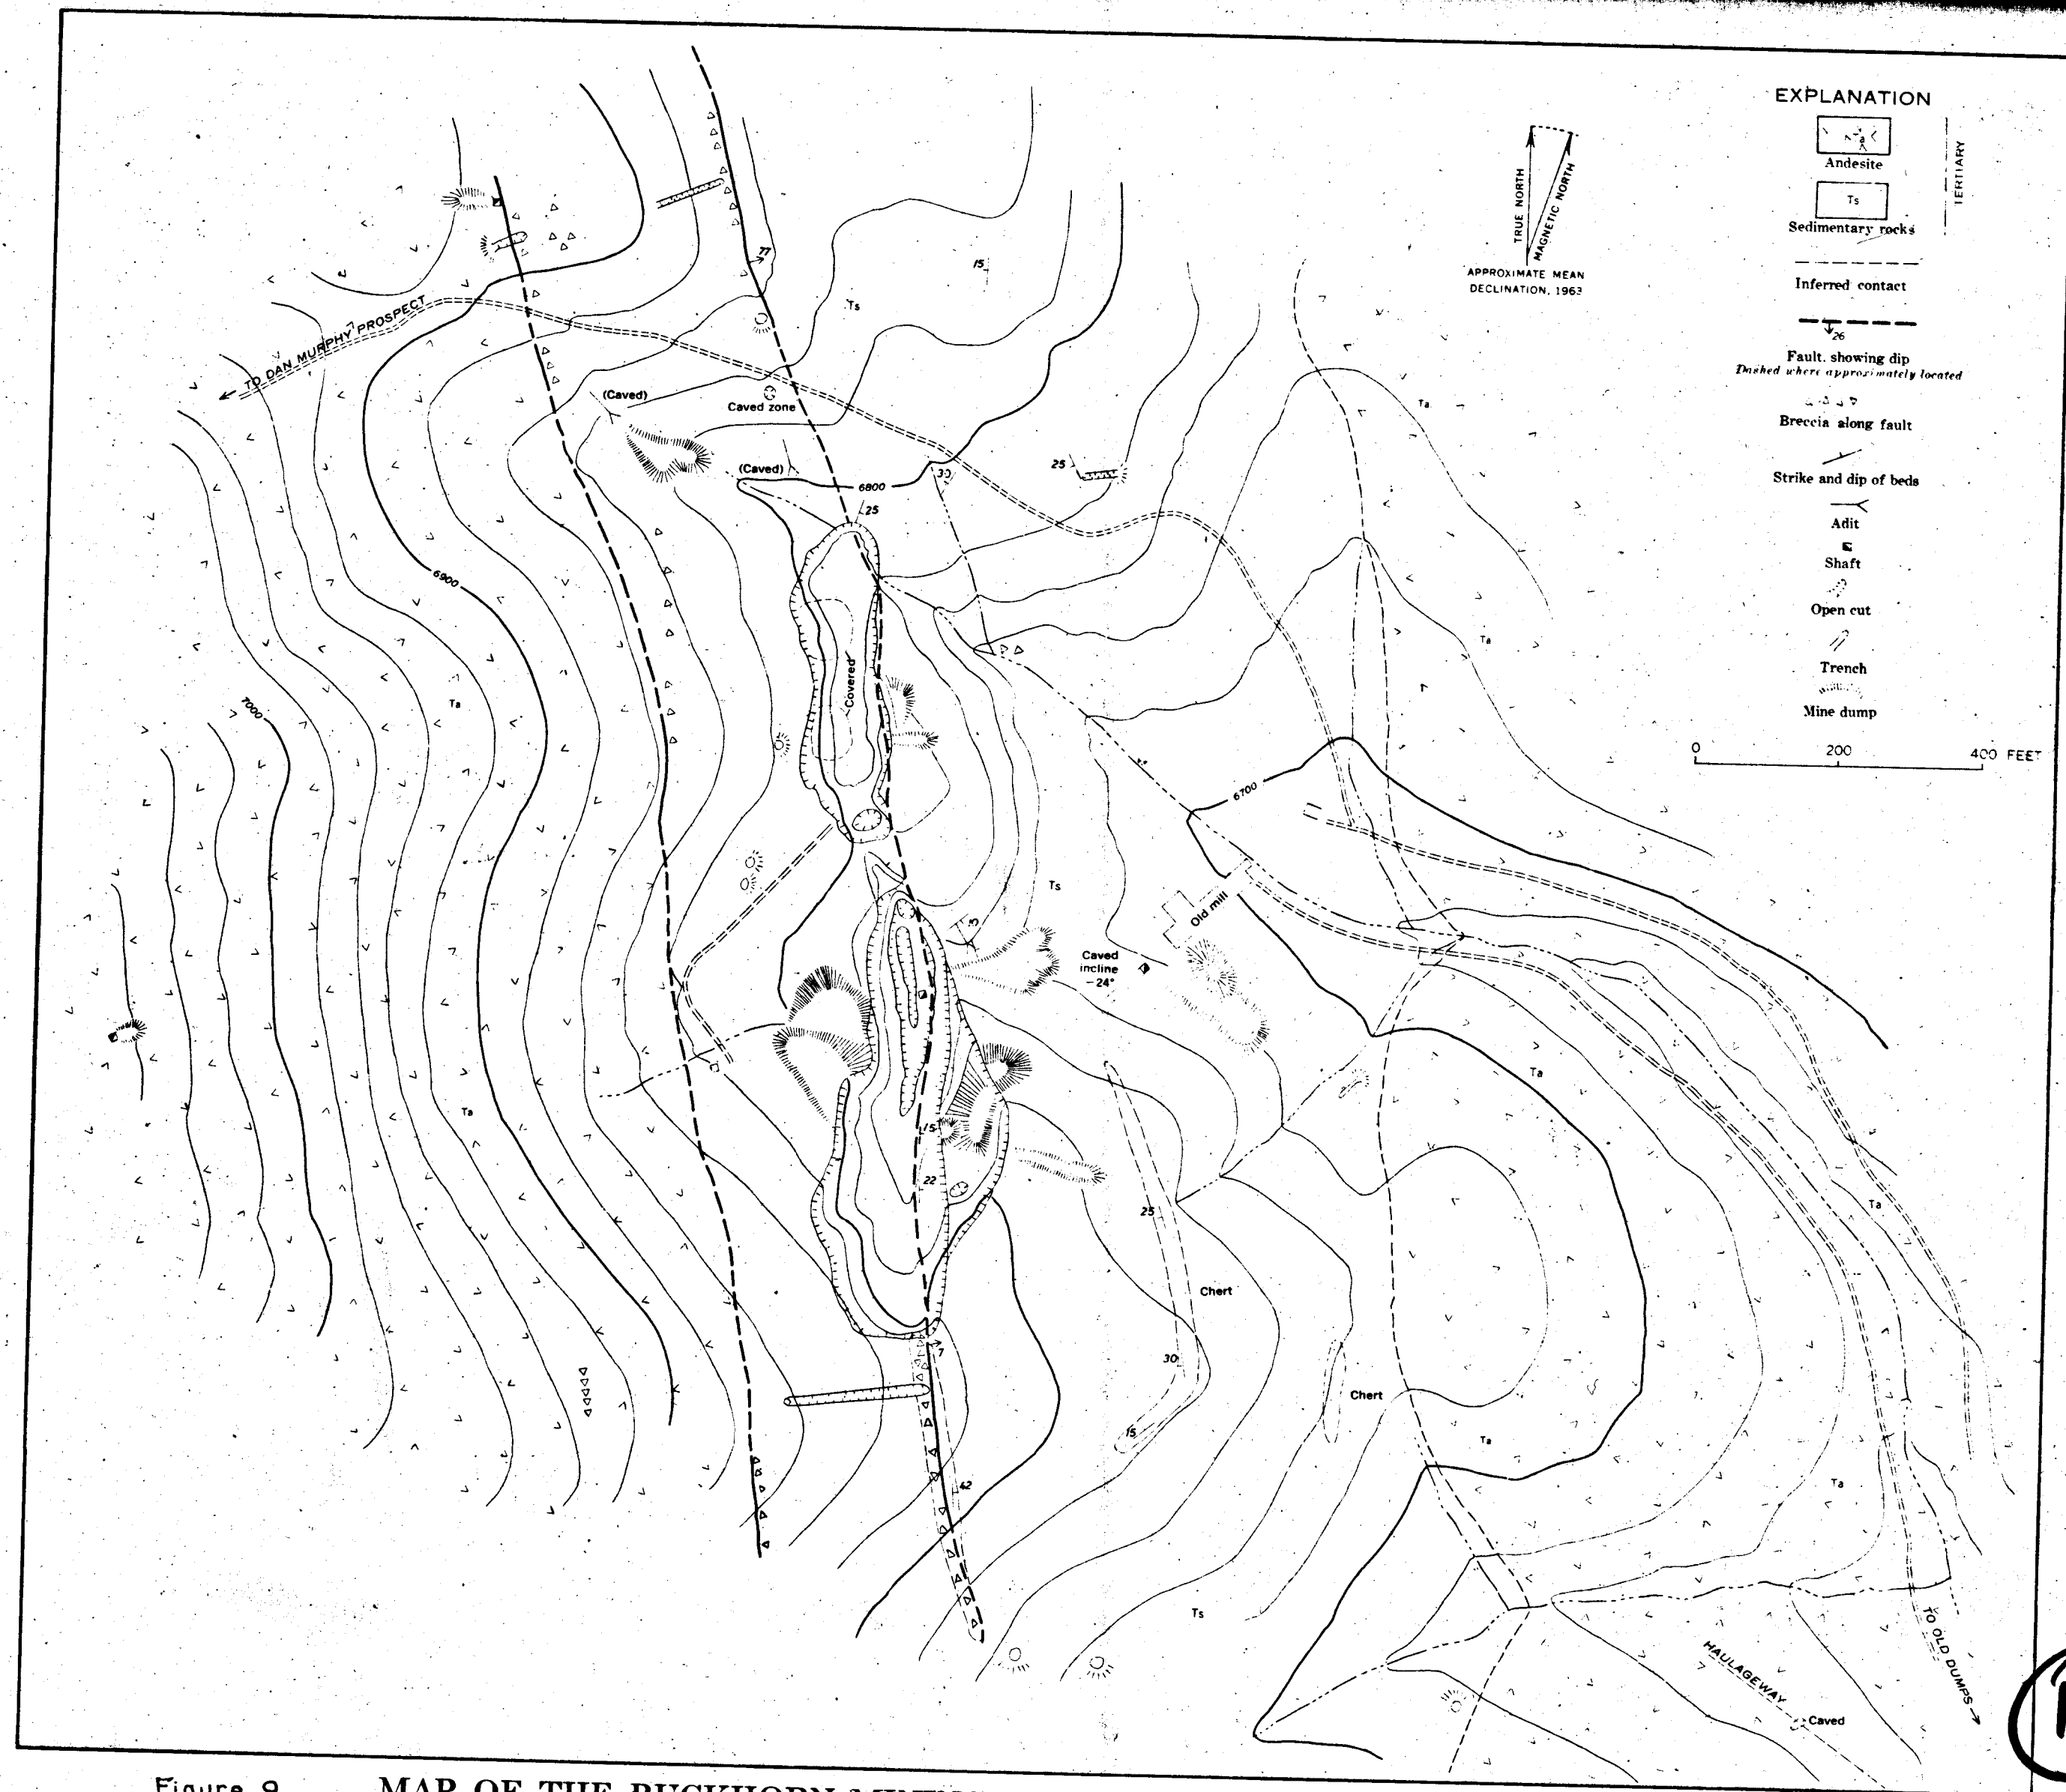 EXPLANATION
Andesite
TERTIARY
Ts
Sedimentary rocks
Inferred contact
26
Fault, showing dip
Dashed where approximately located
Breccia along fault
Strike and dip of beds
Adit
Shaft
Open cut
Trench
Mine dump
0 200 400 FEET
TRUE NORTH
MAGNETIC NORTH
APPROXIMATE MEAN
DECLINATION, 1963
77
15
Ts
TO DAN MURPHY PROSPECT
(Caved)
Caved zone
Ta
(Caved)
30
25
6800
25
6900
Covered
Ta
Ta
7000
6700
Ts
Old mill
Caved
incline
-24°
Ta
Ta
15
22
25
Ta
Chert
30
Chert
15
Ta
Ta
Ts
TO OLD DUMPS
HAULAGEWAY
Caved
Figure 9
MAP OF THE BUCKHORN